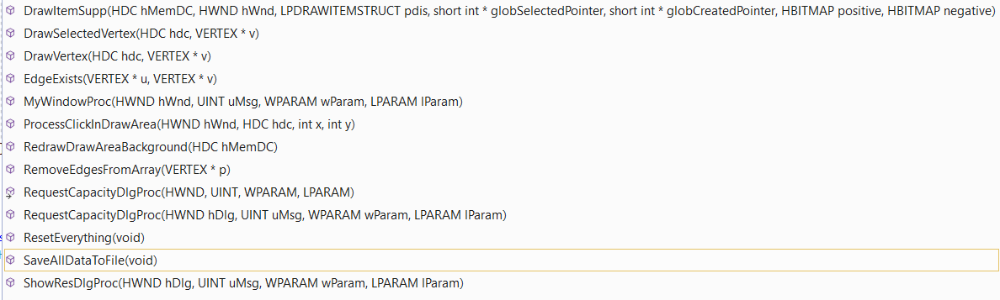 DrawItemSupp(HDC hMemDC, HWND hWnd, LPDRAWITEMSTRUCT pdis, short int * globSelectedPointer, short int * globCreatedPointer, HBITMAP positive, HBITMAP negative)
DrawSelectedVertex(HDC hdc, VERTEX * v)
DrawVertex(HDC hdc, VERTEX * v)
EdgeExists(VERTEX * u, VERTEX * v)
MyWindowProc(HWND hWnd, UINT uMsg, WPARAM wParam, LPARAM lParam)
ProcessClickInDrawArea(HWND hWnd, HDC hdc, int x, int y)
RedrawDrawAreaBackground(HDC hMemDC)
RemoveEdgesFromArray(VERTEX * p)
RequestCapacityDlgProc(HWND, UINT, WPARAM, LPARAM)
RequestCapacityDlgProc(HWND hDlg, UINT uMsg, WPARAM wParam, LPARAM lParam)
ResetEverything(void)
SaveAllDataToFile(void)
ShowResDlgProc(HWND hDlg, UINT uMsg, WPARAM wParam, LPARAM lParam)